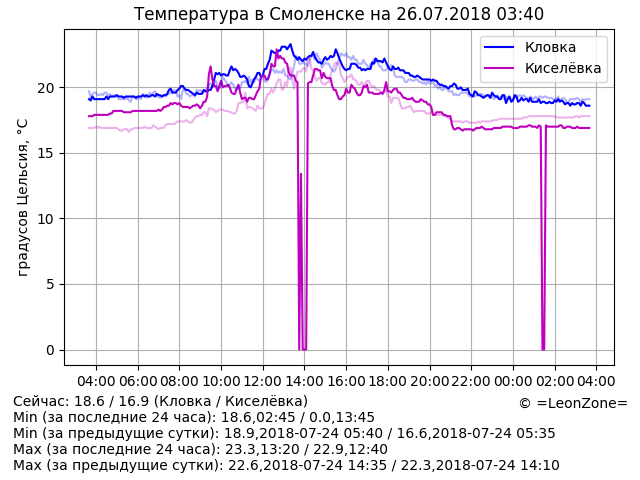 Температура в Смоленске на 26.07.2018 03:40
Кловка
Киселёвка
градусов Цельсия, °C
20
15
10
5
0
04:00 06:00 08:00 10:00 12:00 14:00 16:00 18:00 20:00 22:00 00:00 02:00 04:00
Сейчас: 18.6 / 16.9 (Кловка / Киселёвка)
© =LeonZone=
Min (за последние 24 часа): 18.6,02:45 / 0.0,13:45
Min (за предыдущие сутки): 18.9,2018-07-24 05:40 / 16.6,2018-07-24 05:35
Max (за последние 24 часа): 23.3,13:20 / 22.9,12:40
Max (за предыдущие сутки): 22.6,2018-07-24 14:35 / 22.3,2018-07-24 14:10